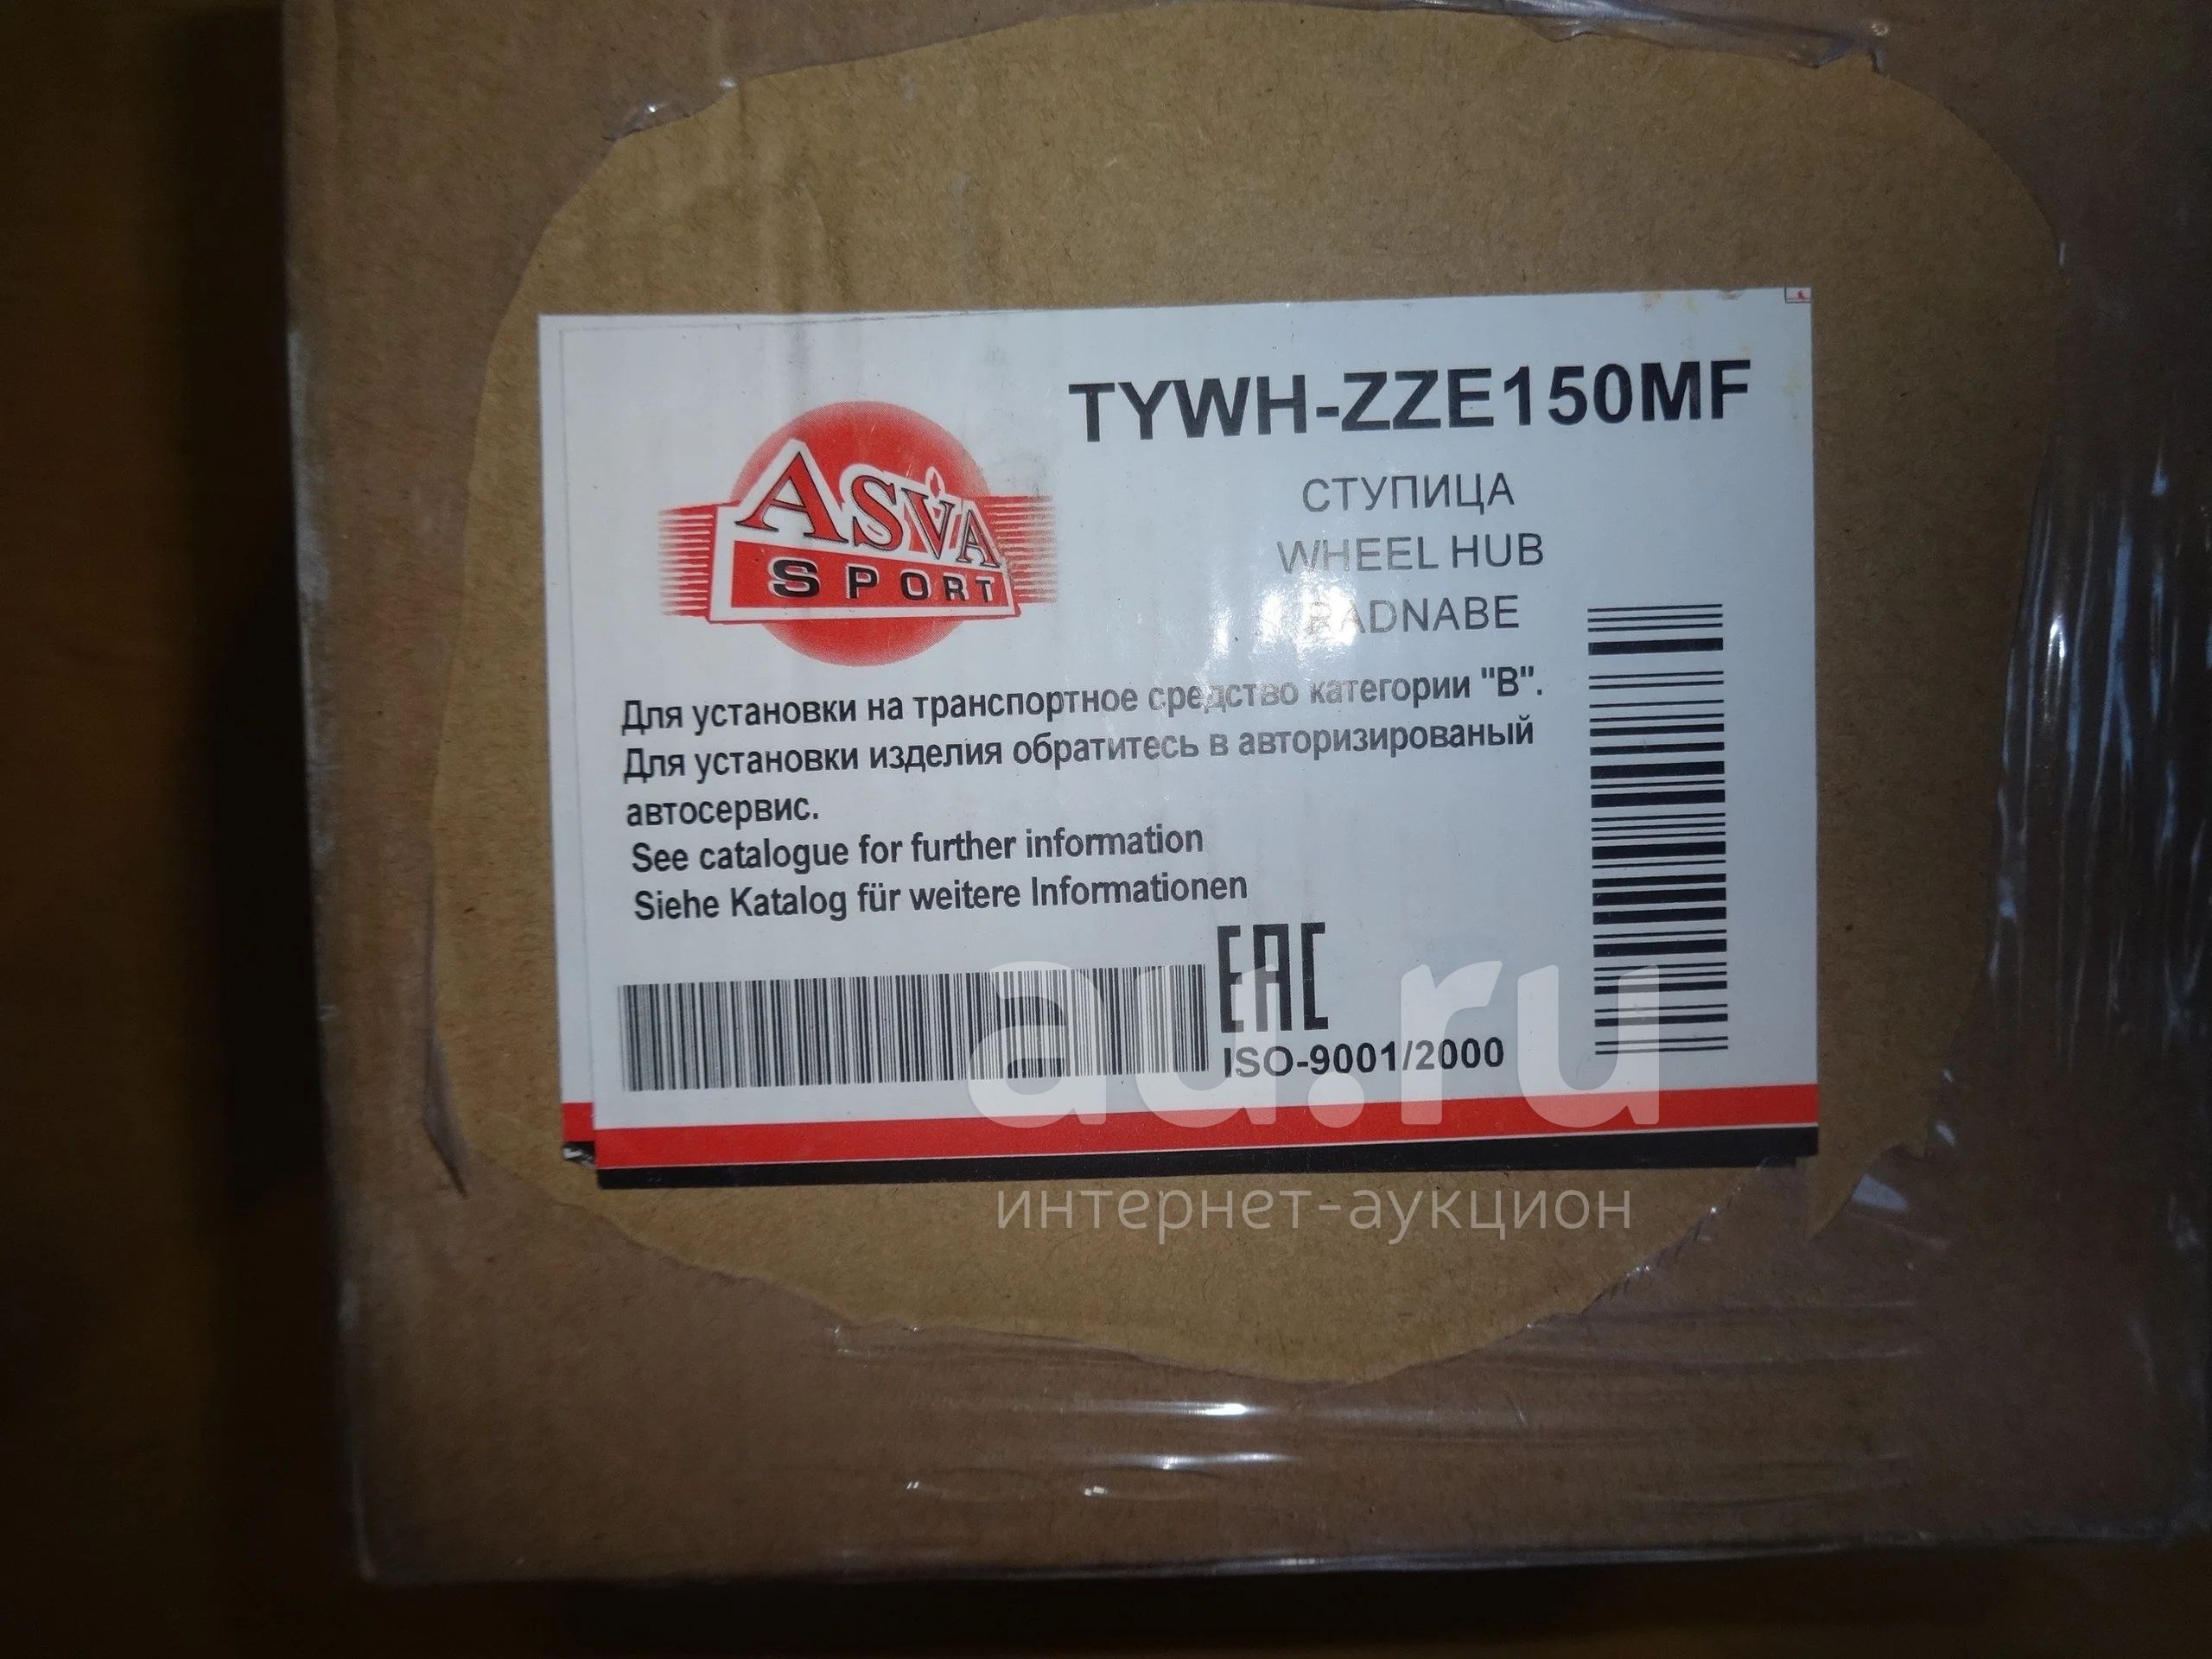 TYWH-ZZE150MF
ASVA
SPORT
СТУПИЦА
WHEEL HUB
RADNABE
Для установки на транспортное средство категории "В".
Для установки изделия обратитесь в авторизированый
автосервис.
See catalogue for further information
Siehe Katalog für weitere Informationen
EAC
ISO-9001/2000
au.ru
интернет-аукцион